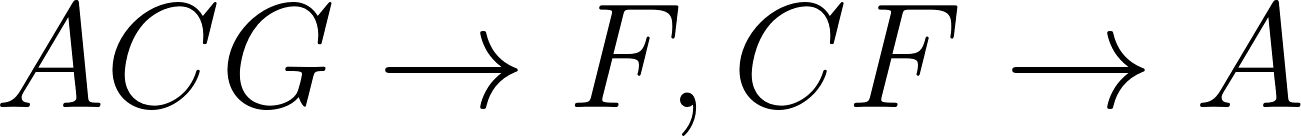 ACG → F, CF → A